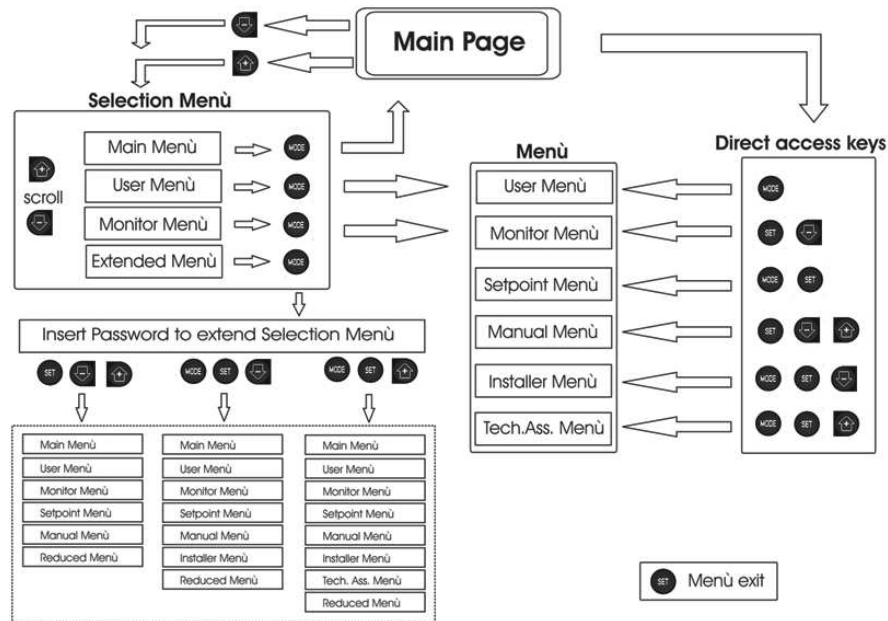 Main Page
Selection Menù
Main Menù
MODE
User Menù
MODE
scroll
Monitor Menù
MODE
Extended Menù
MODE
Insert Password to extend Selection Menù
SET
MODE SET
MODE SET
Main Menù
User Menù
Monitor Menù
Setpoint Menù
Manual Menù
Reduced Menù
Main Menù
User Menù
Monitor Menù
Setpoint Menù
Manual Menù
Installer Menù
Reduced Menù
Main Menù
User Menù
Monitor Menù
Setpoint Menù
Manual Menù
Installer Menù
Tech. Ass. Menù
Reduced Menù
Menù
User Menù
Monitor Menù
Setpoint Menù
Manual Menù
Installer Menù
Tech.Ass. Menù
Direct access keys
MODE
SET
MODE SET
SET
MODE SET
MODE SET
SET Menù exit